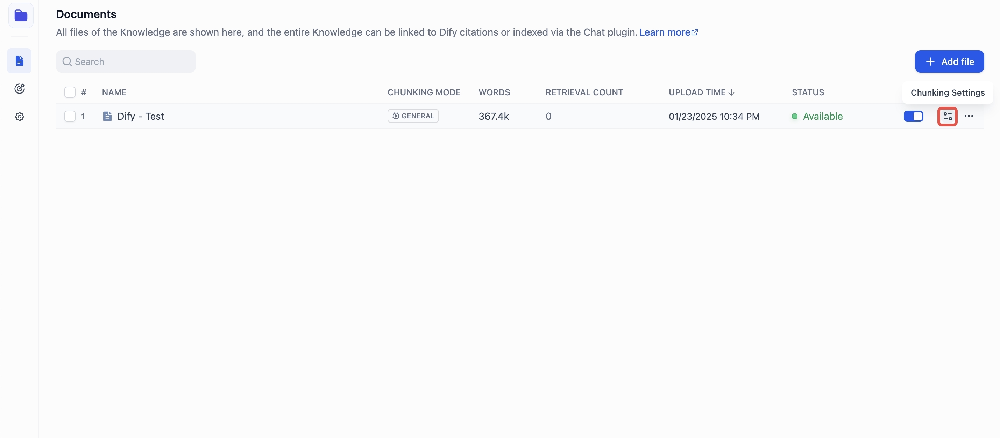 Documents
All files of the Knowledge are shown here, and the entire Knowledge can be linked to Dify citations or indexed via the Chat plugin. Learn more
Search
+ Add file
# NAME CHUNKING MODE WORDS RETRIEVAL COUNT UPLOAD TIME ↓ STATUS
Chunking Settings
1 Dify - Test GENERAL 367.4k 0 01/23/2025 10:34 PM Available